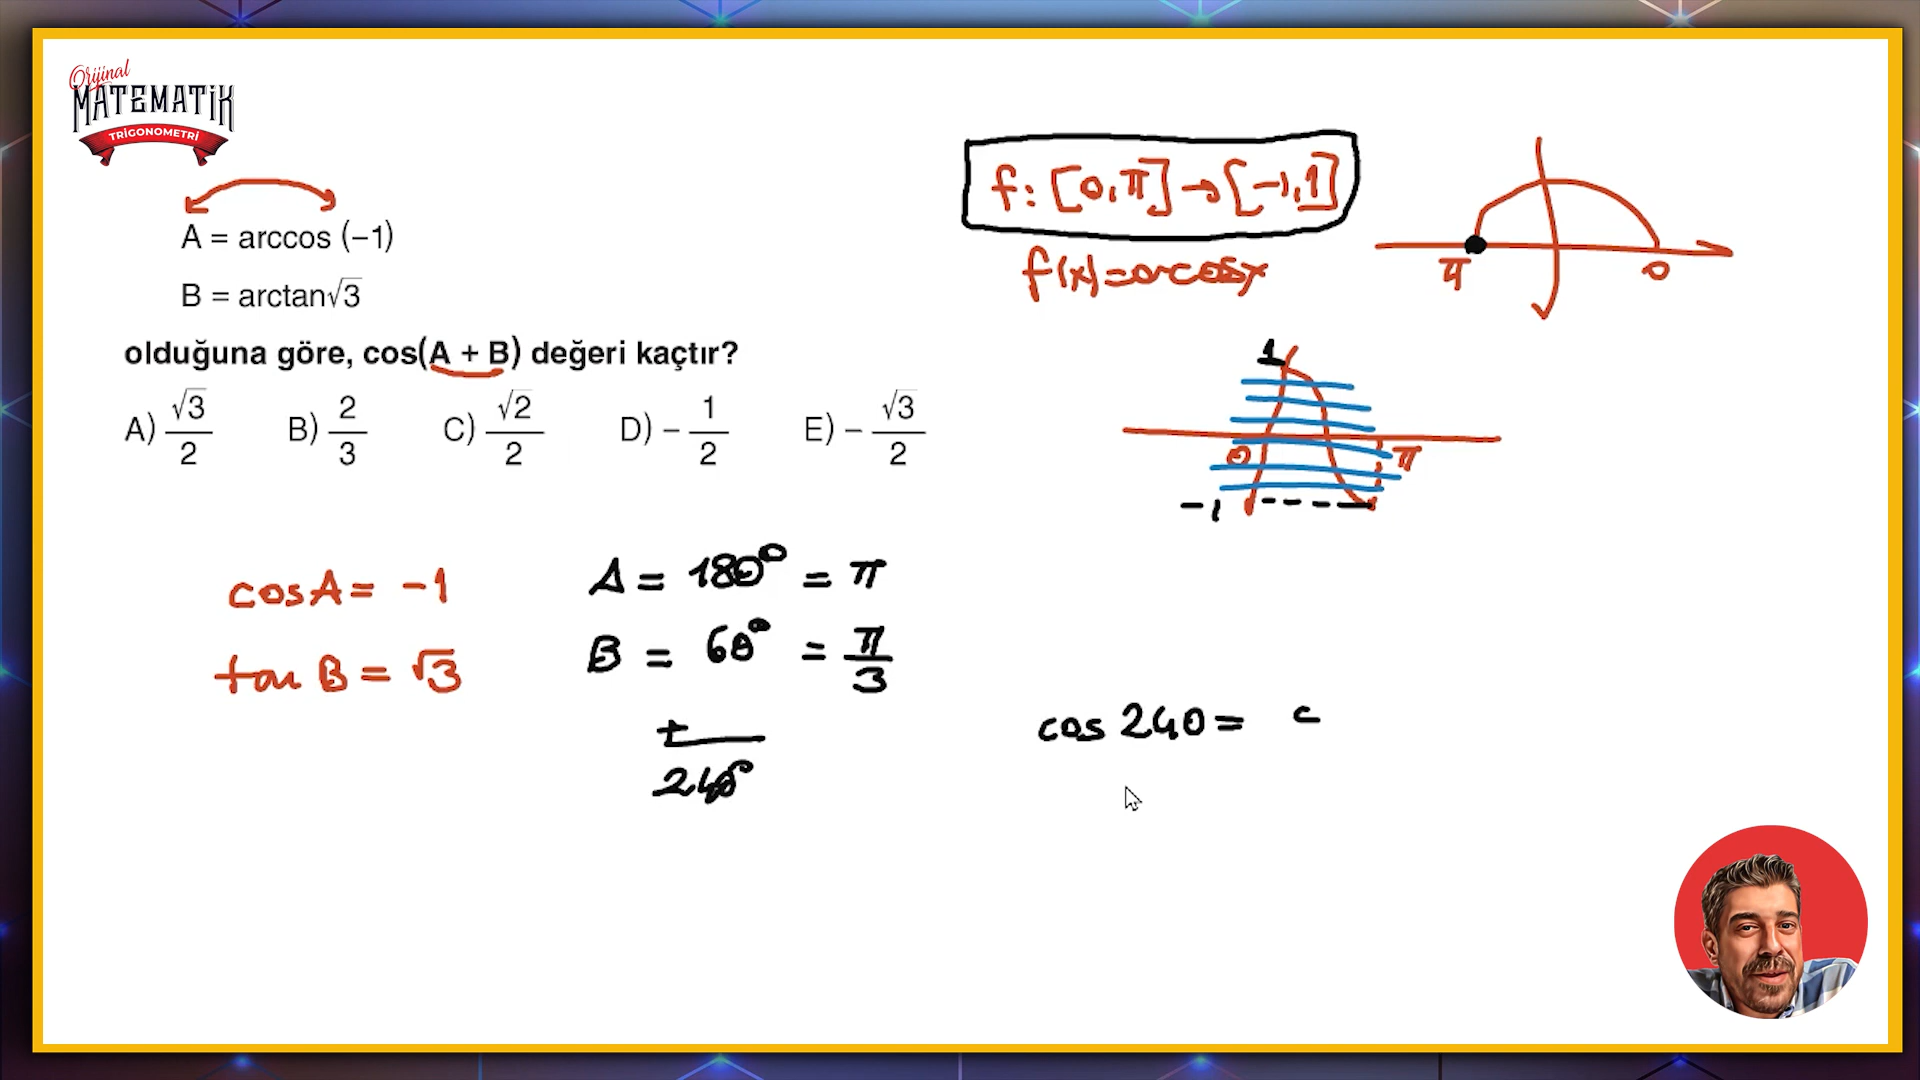 Orijinal
MATEMATİK
TRİGONOMETRİ
A = arccos (−1)
B = arctan√3
olduğuna göre, cos(A + B) değeri kaçtır?
A) √3/2 B) 2/3 C) √2/2 D) − 1/2 E) − √3/2
f: [0,π] → [-1,1]
f(x)=arccosx
π 0
1
0 π
-1
cosA = -1
tan B = √3
A = 180° = π
B = 60° = π/3
+
240°
cos 240 = c